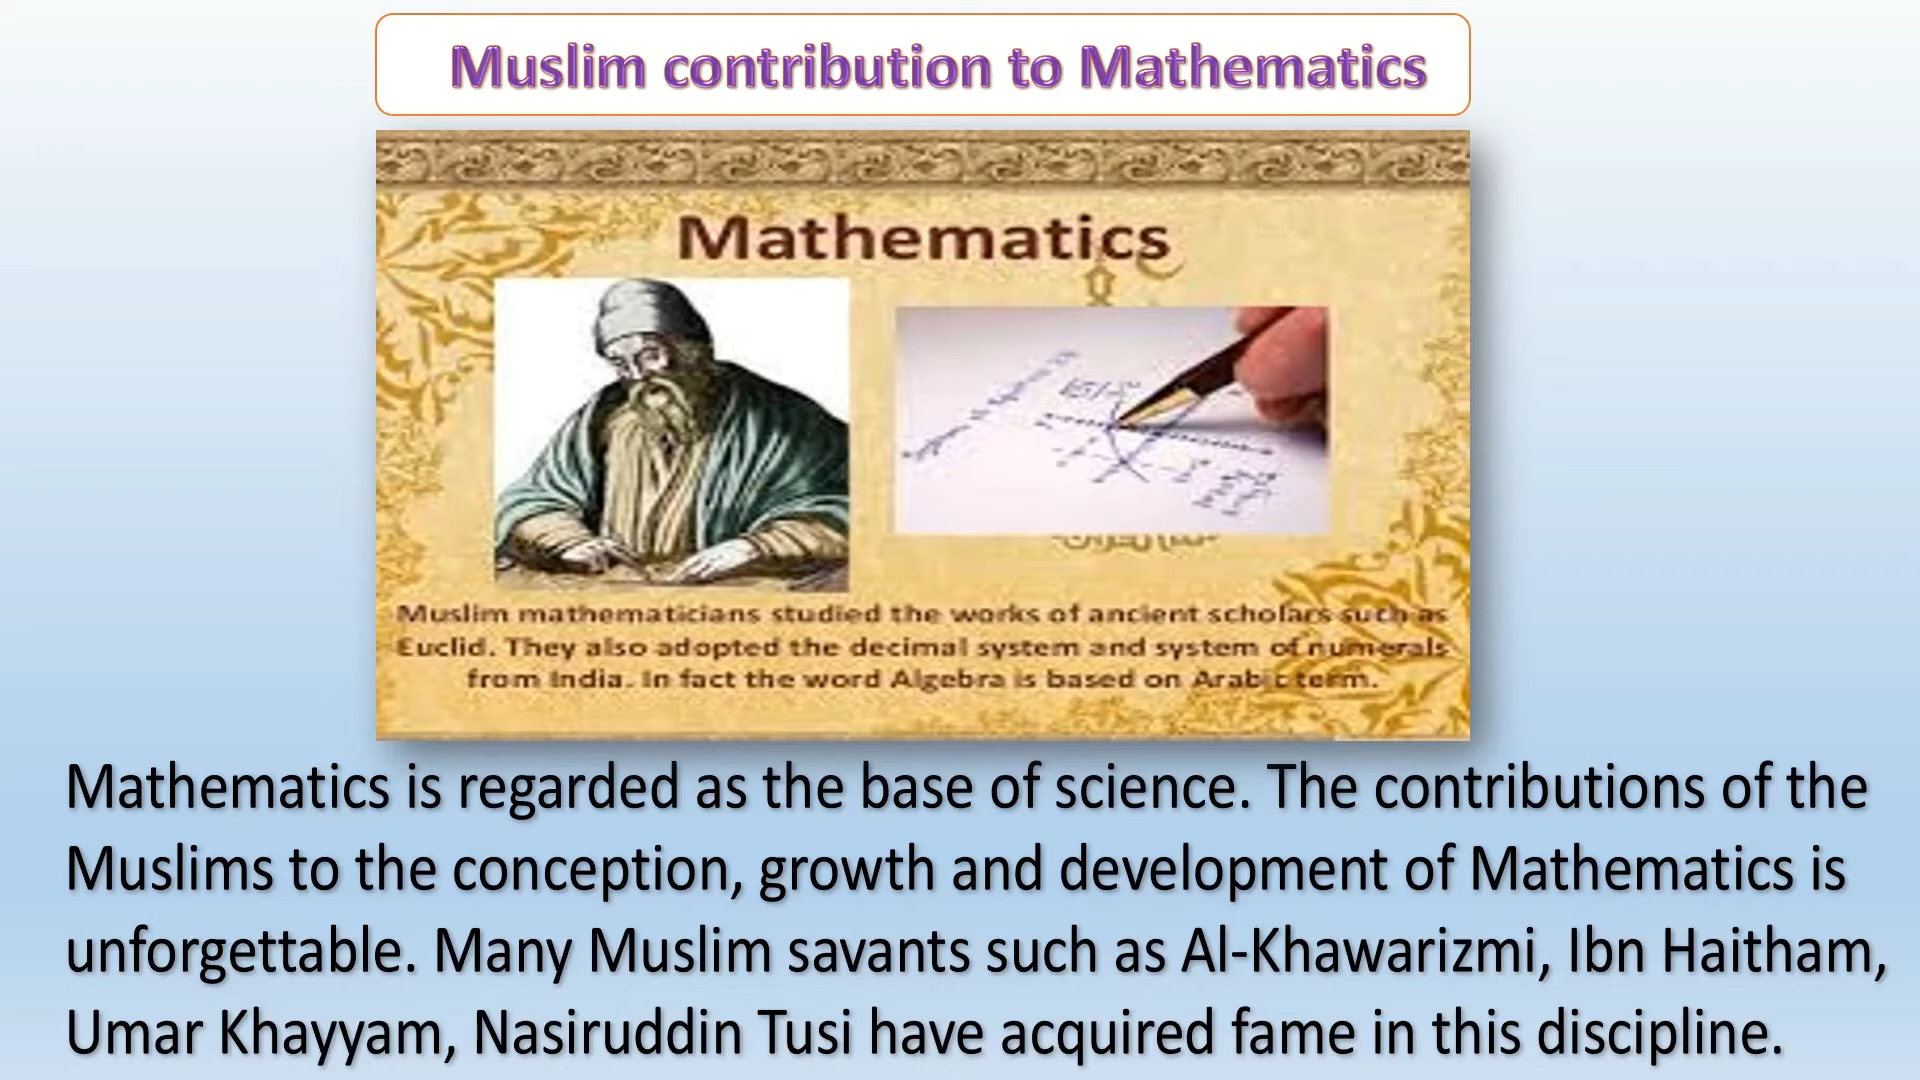 Muslim contribution to Mathematics
Mathematics
Muslim mathematicians studied the works of ancient scholars such as
Euclid. They also adopted the decimal system and system of numerals
from India. In fact the word Algebra is based on Arabic term.
Mathematics is regarded as the base of science. The contributions of the
Muslims to the conception, growth and development of Mathematics is
unforgettable. Many Muslim savants such as Al-Khawarizmi, Ibn Haitham,
Umar Khayyam, Nasiruddin Tusi have acquired fame in this discipline.